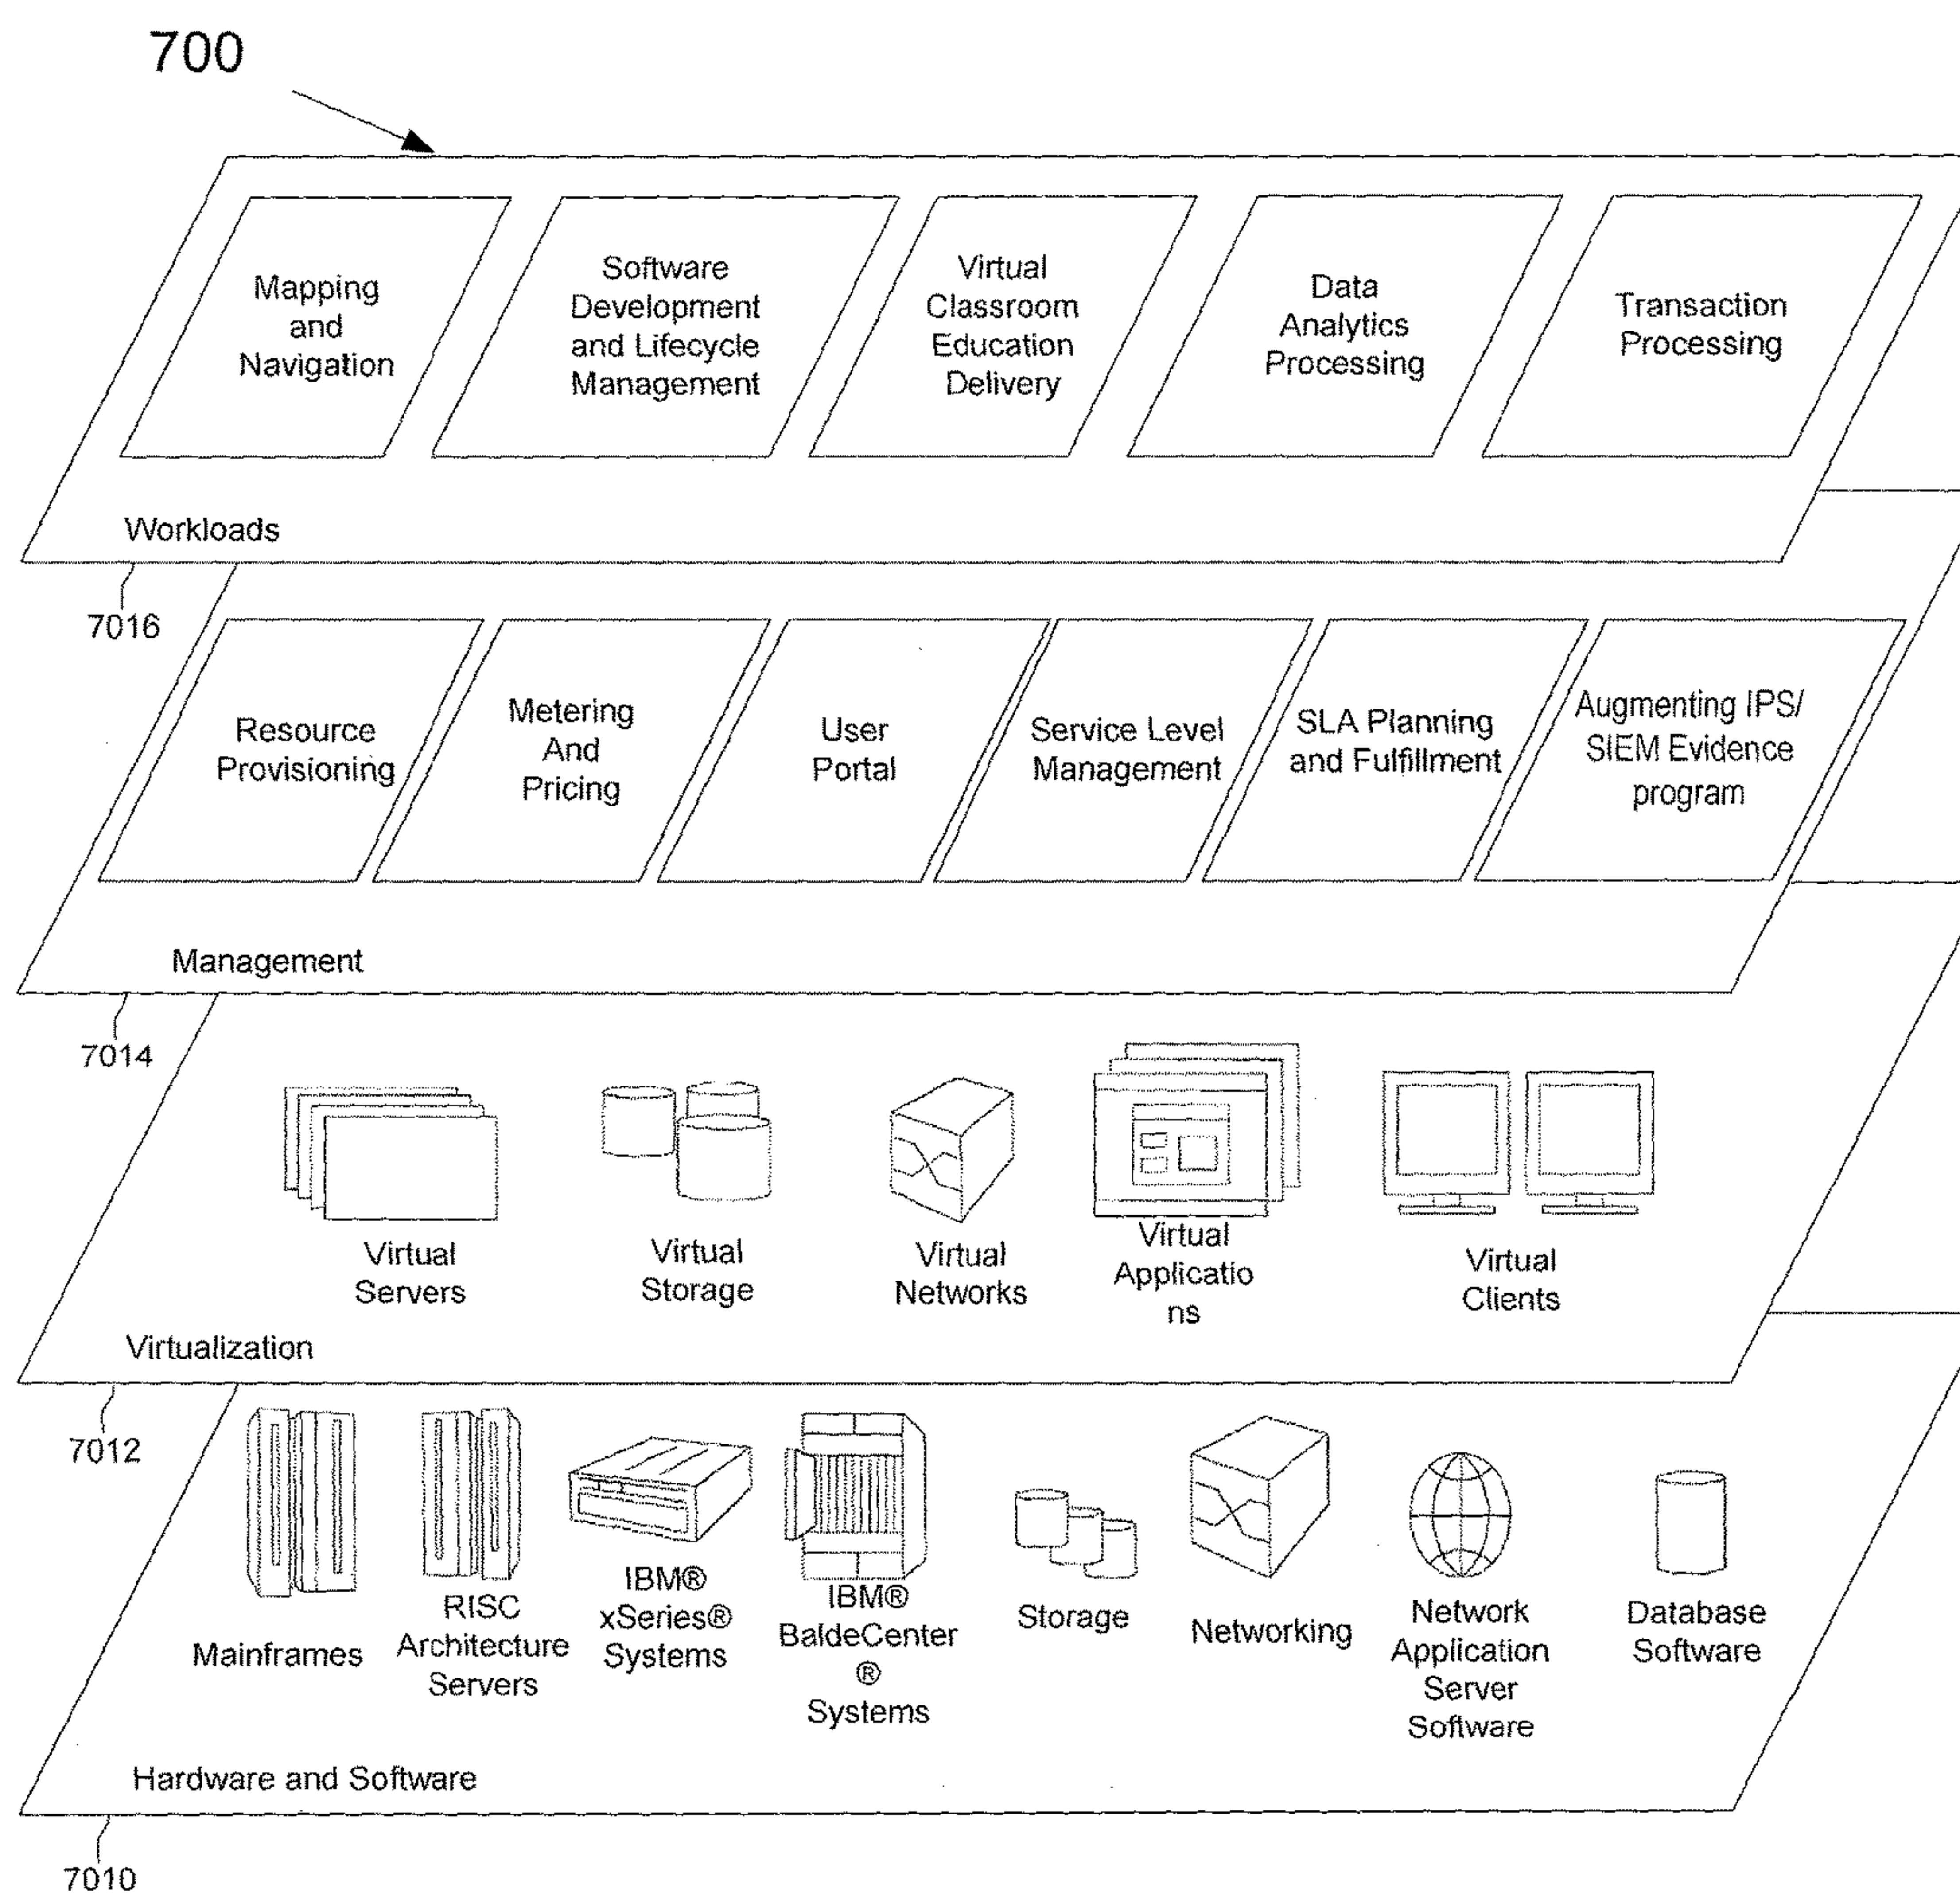 700
Mapping
and
Navigation
Software
Development
and Lifecycle
Management
Virtual
Classroom
Education
Delivery
Data
Analytics
Processing
Transaction
Processing
Workloads
7016
Resource
Provisioning
Metering
And
Pricing
User
Portal
Service Level
Management
SLA Planning
and Fulfillment
Augmenting IPS/
SIEM Evidence
program
Management
7014
Virtual
Servers
Virtual
Storage
Virtual
Networks
Virtual
Applicatio
ns
Virtual
Clients
Virtualization
7012
Mainframes
RISC
Architecture
Servers
IBM®
xSeries®
Systems
IBM®
BaldeCenter
®
Systems
Storage
Networking
Network
Application
Server
Software
Database
Software
Hardware and Software
7010